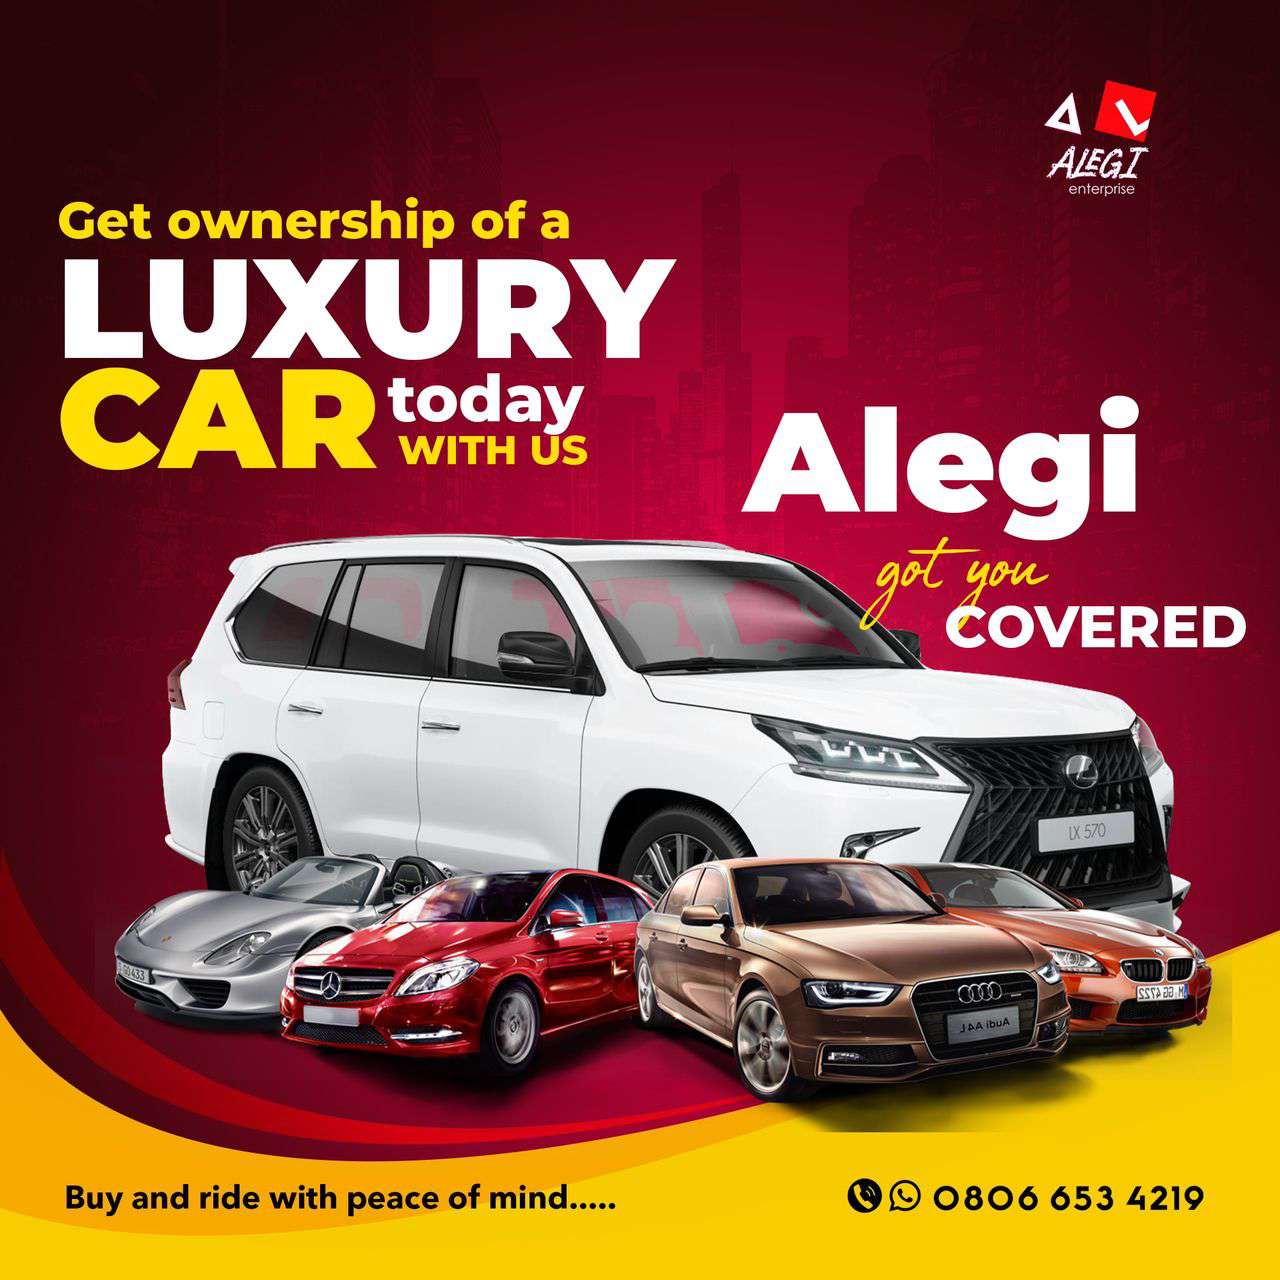 ALEGI
enterprise
Get ownership of a
LUXURY
CAR today
WITH US
Alegi
got you
COVERED
LX 570
Audi A4 L
Buy and ride with peace of mind.....
0806 653 4219